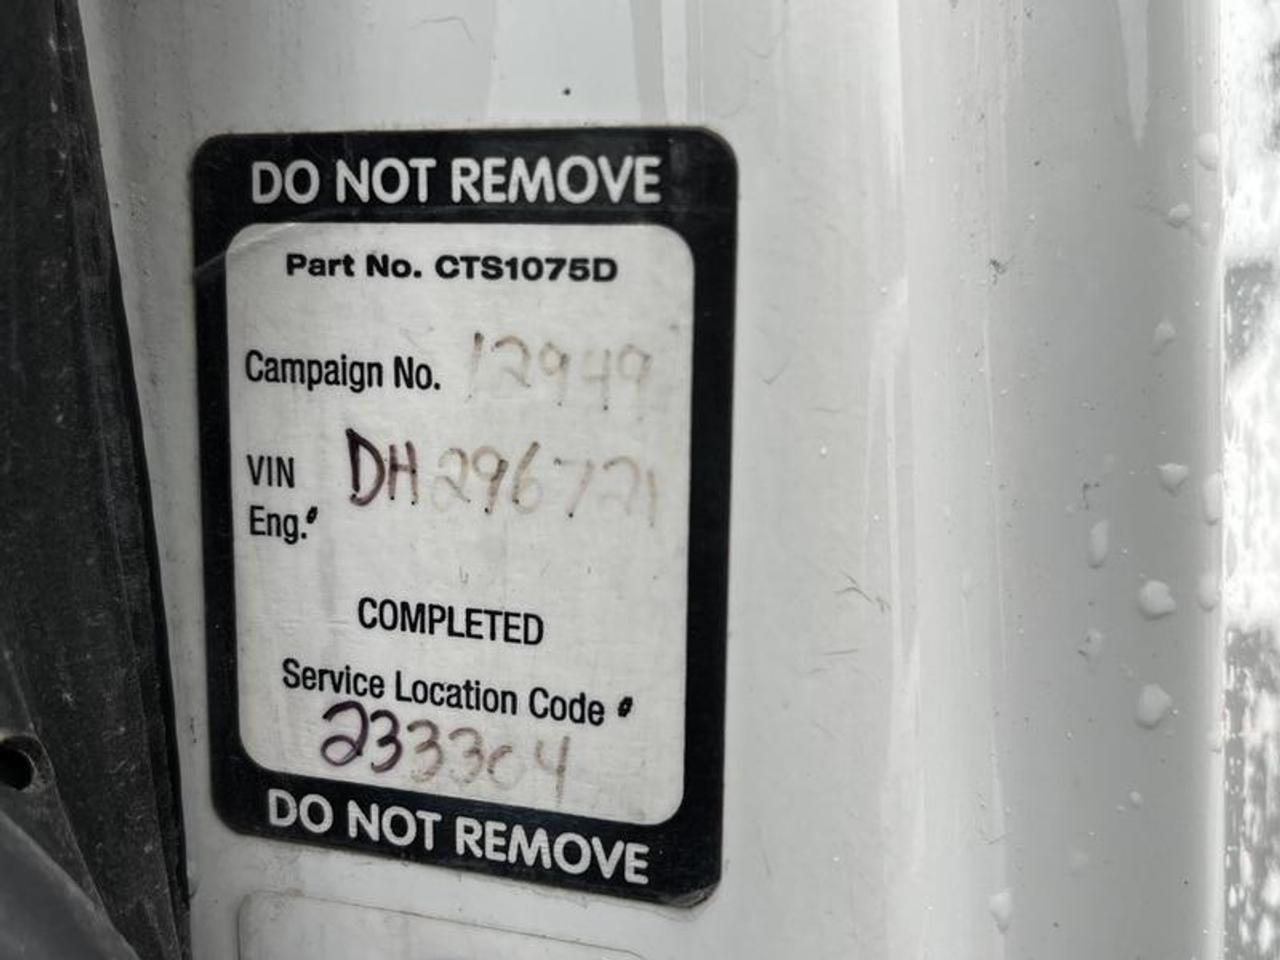 DO NOT REMOVE
Part No. CTS1075D
Campaign No. 12949
VIN DH296721
Eng.#
COMPLETED
Service Location Code #
233304
DO NOT REMOVE